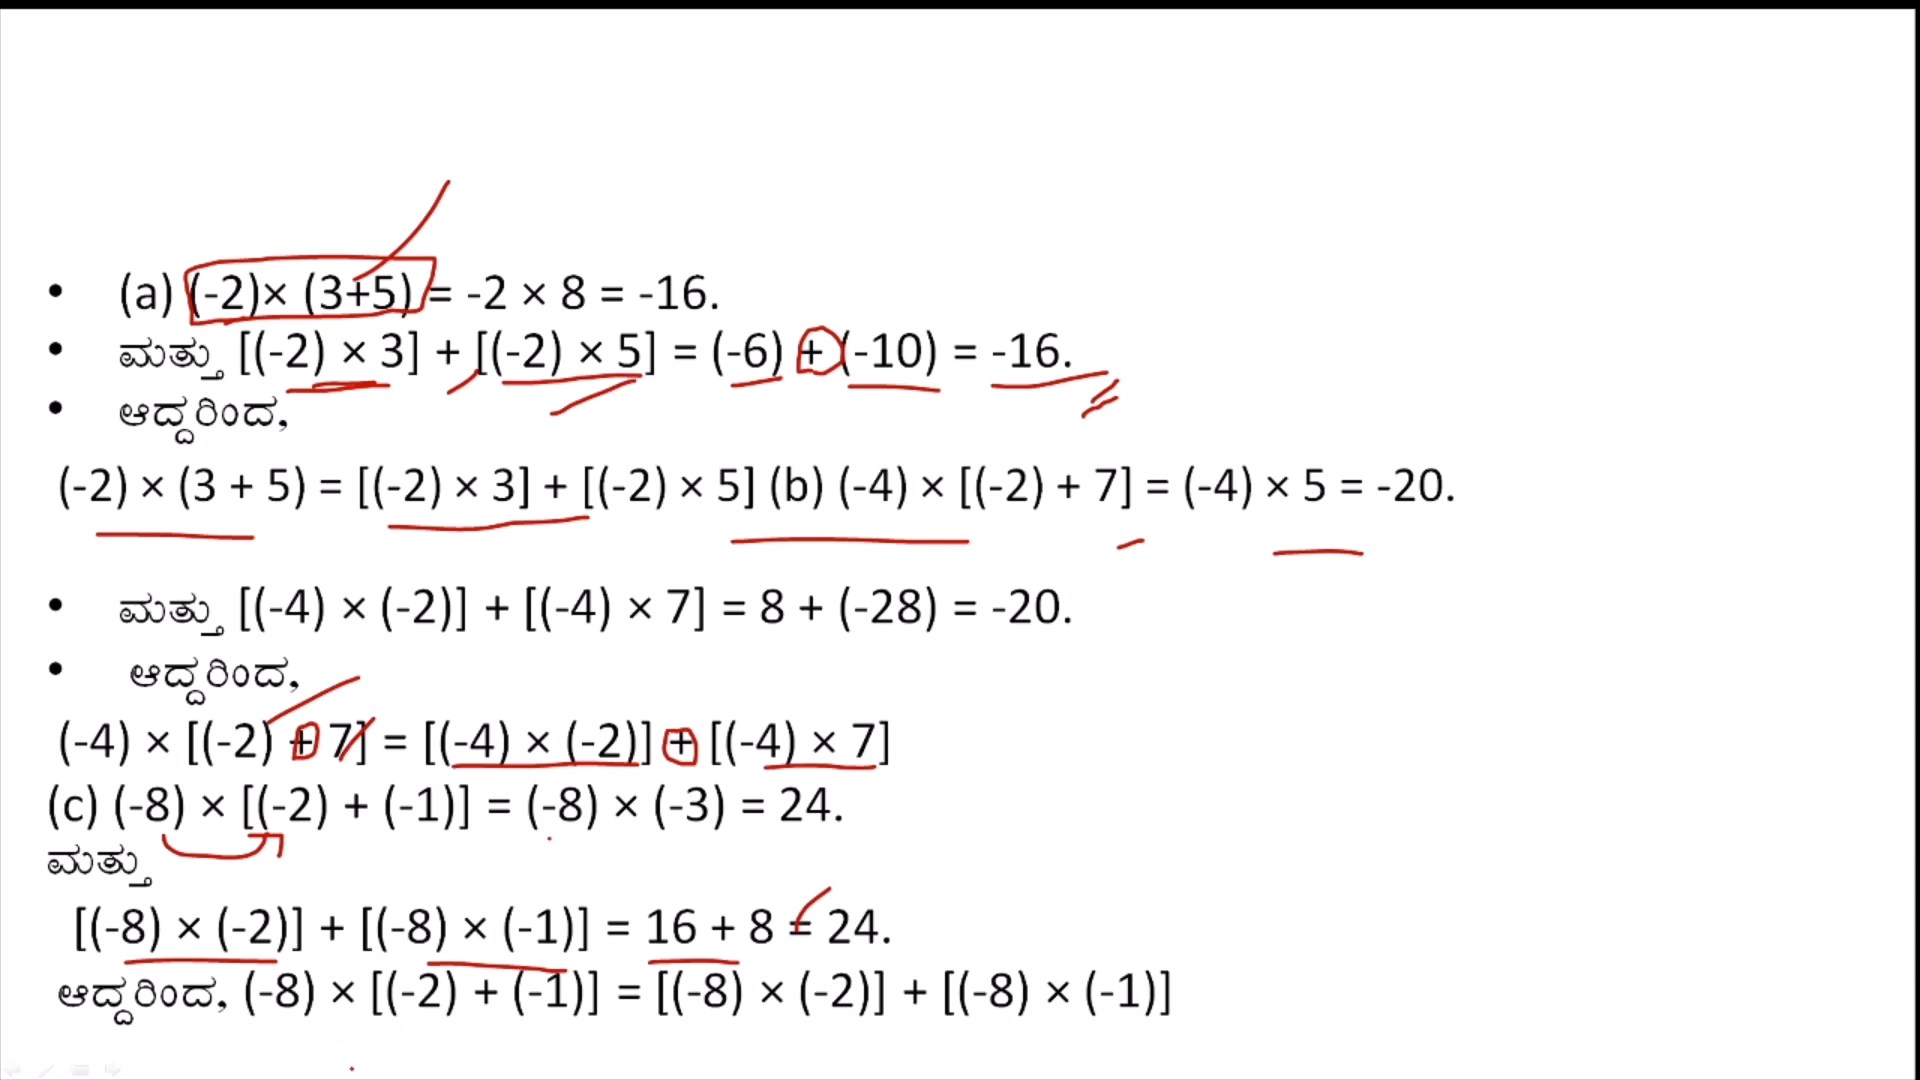 • (a) (-2)× (3+5) = -2 × 8 = -16.
• ಮತ್ತು [(-2) × 3] + [(-2) × 5] = (-6) + (-10) = -16.
• ಆದ್ದರಿಂದ,
(-2) × (3 + 5) = [(-2) × 3] + [(-2) × 5] (b) (-4) × [(-2) + 7] = (-4) × 5 = -20.
• ಮತ್ತು [(-4) × (-2)] + [(-4) × 7] = 8 + (-28) = -20.
• ಆದ್ದರಿಂದ,
(-4) × [(-2) + 7] = [(-4) × (-2)] + [(-4) × 7]
(c) (-8) × [(-2) + (-1)] = (-8) × (-3) = 24.
ಮತ್ತು
[(-8) × (-2)] + [(-8) × (-1)] = 16 + 8 = 24.
ಆದ್ದರಿಂದ, (-8) × [(-2) + (-1)] = [(-8) × (-2)] + [(-8) × (-1)]